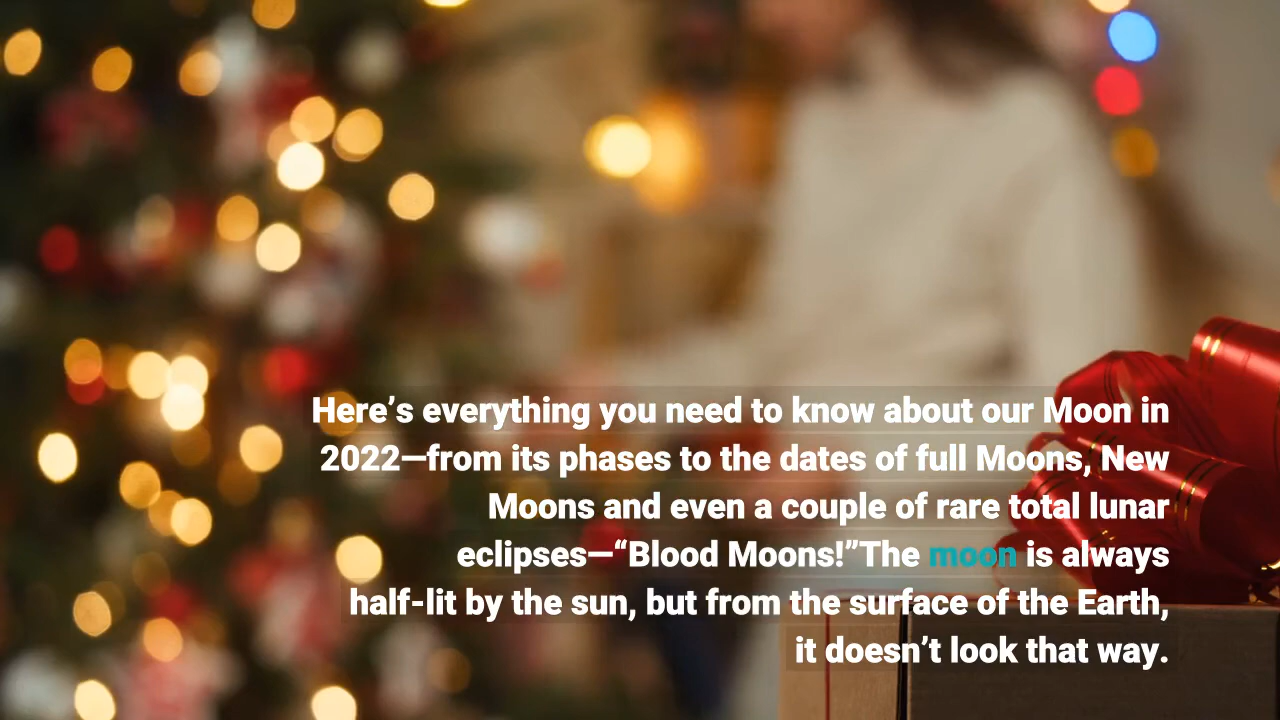 Here’s everything you need to know about our Moon in
2022—from its phases to the dates of full Moons, New
Moons and even a couple of rare total lunar
eclipses—“Blood Moons!”The moon is always
half-lit by the sun, but from the surface of the Earth,
it doesn’t look that way.